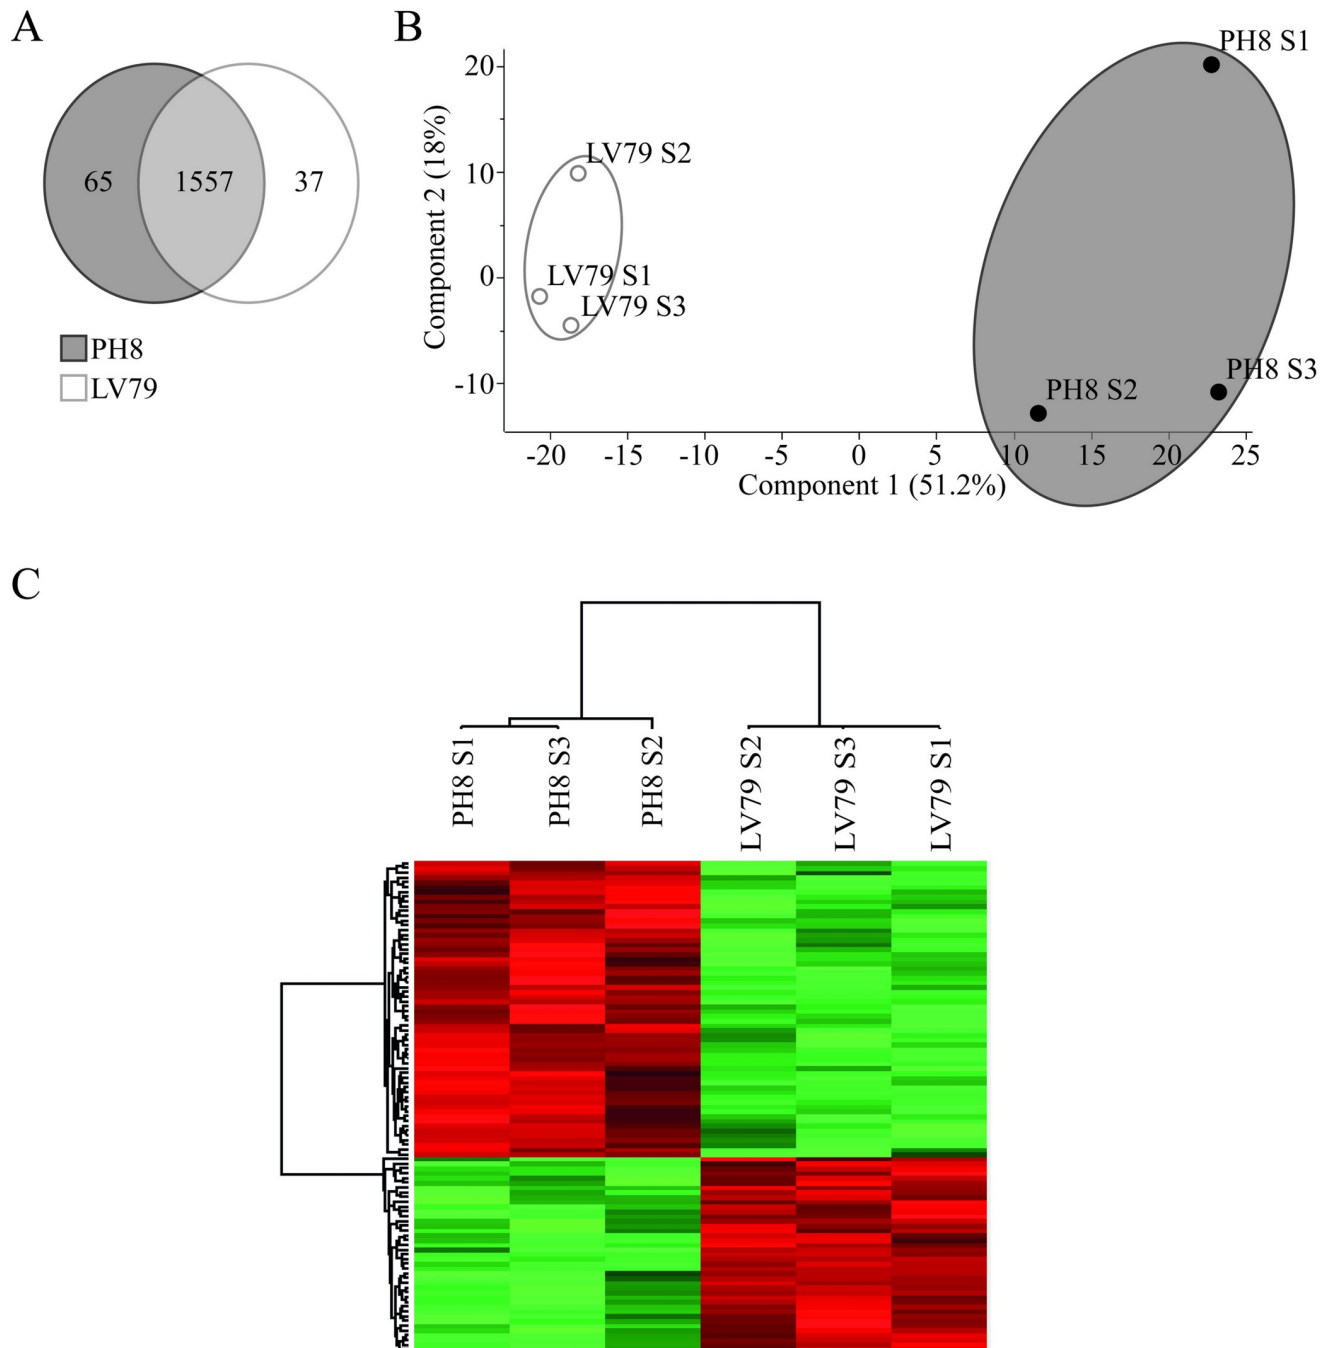 A
65
1557
37
PH8
LV79
B
Component 2 (18%)
20
10
0
-10
PH8 S1
LV79 S2
LV79 S1
LV79 S3
PH8 S3
PH8 S2
-20
-15
-10
-5
0
5
10
15
20
25
Component 1 (51.2%)
C
PH8 S1
PH8 S3
PH8 S2
LV79 S2
LV79 S3
LV79 S1